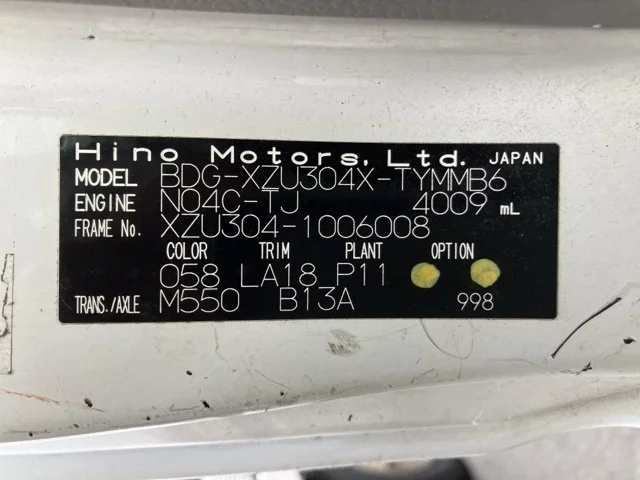 Hino Motors, Ltd. JAPAN
MODEL BDG-XZU304X-TYMMB6
ENGINE N04C-TJ 4009 mL
FRAME No. XZU304-1006008
COLOR TRIM PLANT OPTION
058 LA18 P11
TRANS./AXLE M550 B13A 998